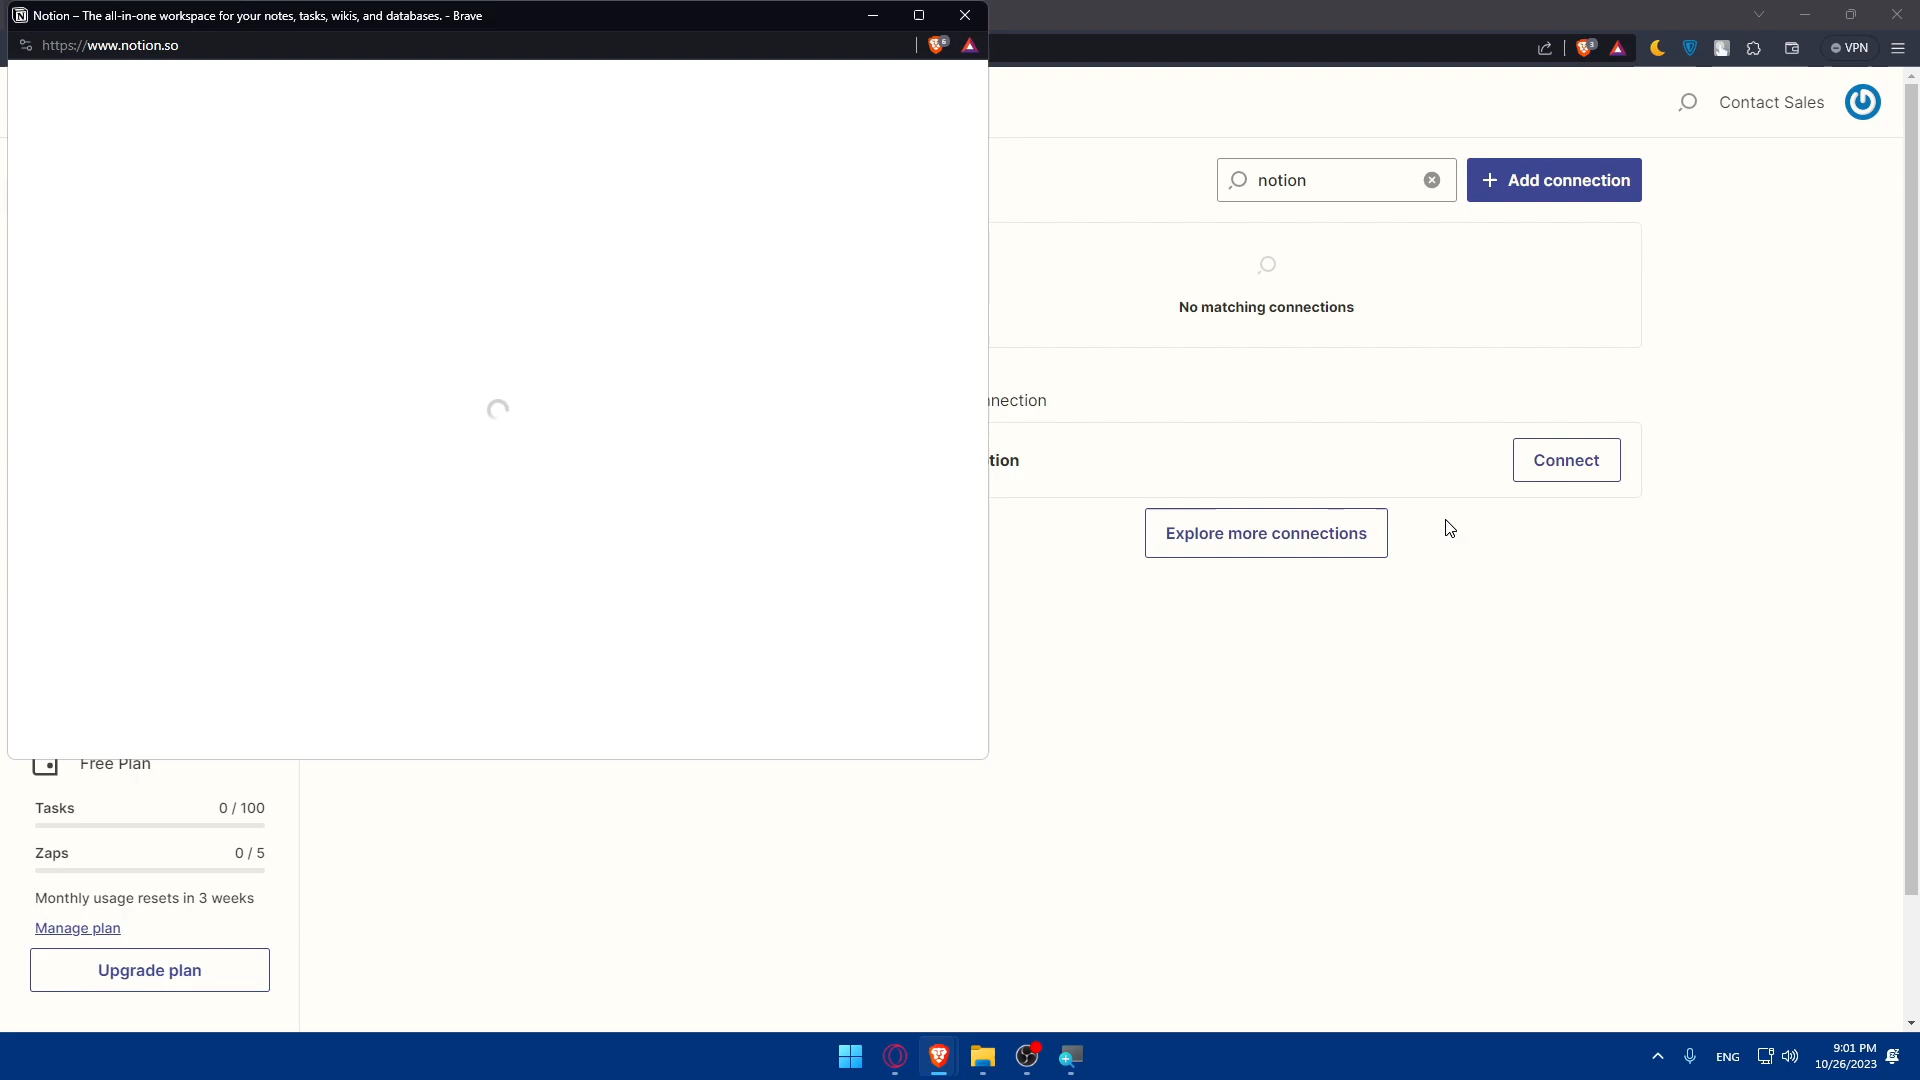 Notion – The all-in-one workspace for your notes, tasks, wikis, and databases. - Brave
https://www.notion.so
6
3
VPN
Contact Sales
notion
+ Add connection
No matching connections
nnection
tion
Connect
Explore more connections
Free Plan
Tasks 0 / 100
Zaps 0 / 5
Monthly usage resets in 3 weeks
Manage plan
Upgrade plan
ENG
9:01 PM
10/26/2023